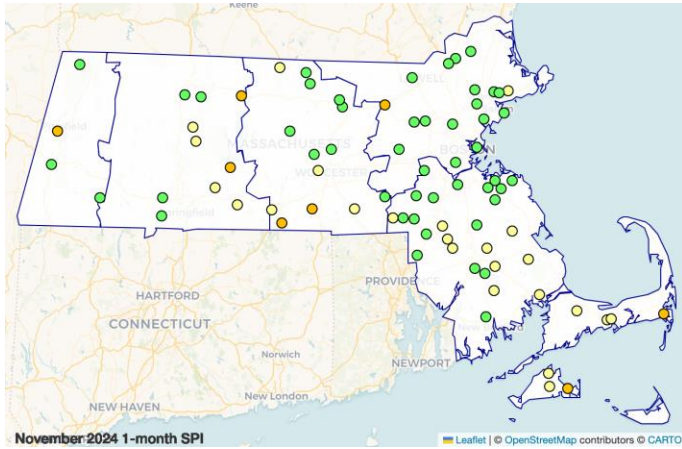 Keene
LOWELL
MASSACHUSETTS
BOSTON
WORCESTER
Springfield
HARTFORD
PROVIDENCE
CONNECTICUT
Norwich
NEWPORT
New London
NEW HAVEN
November 2024 1-month SPI
Leaflet | © OpenStreetMap contributors © CARTO